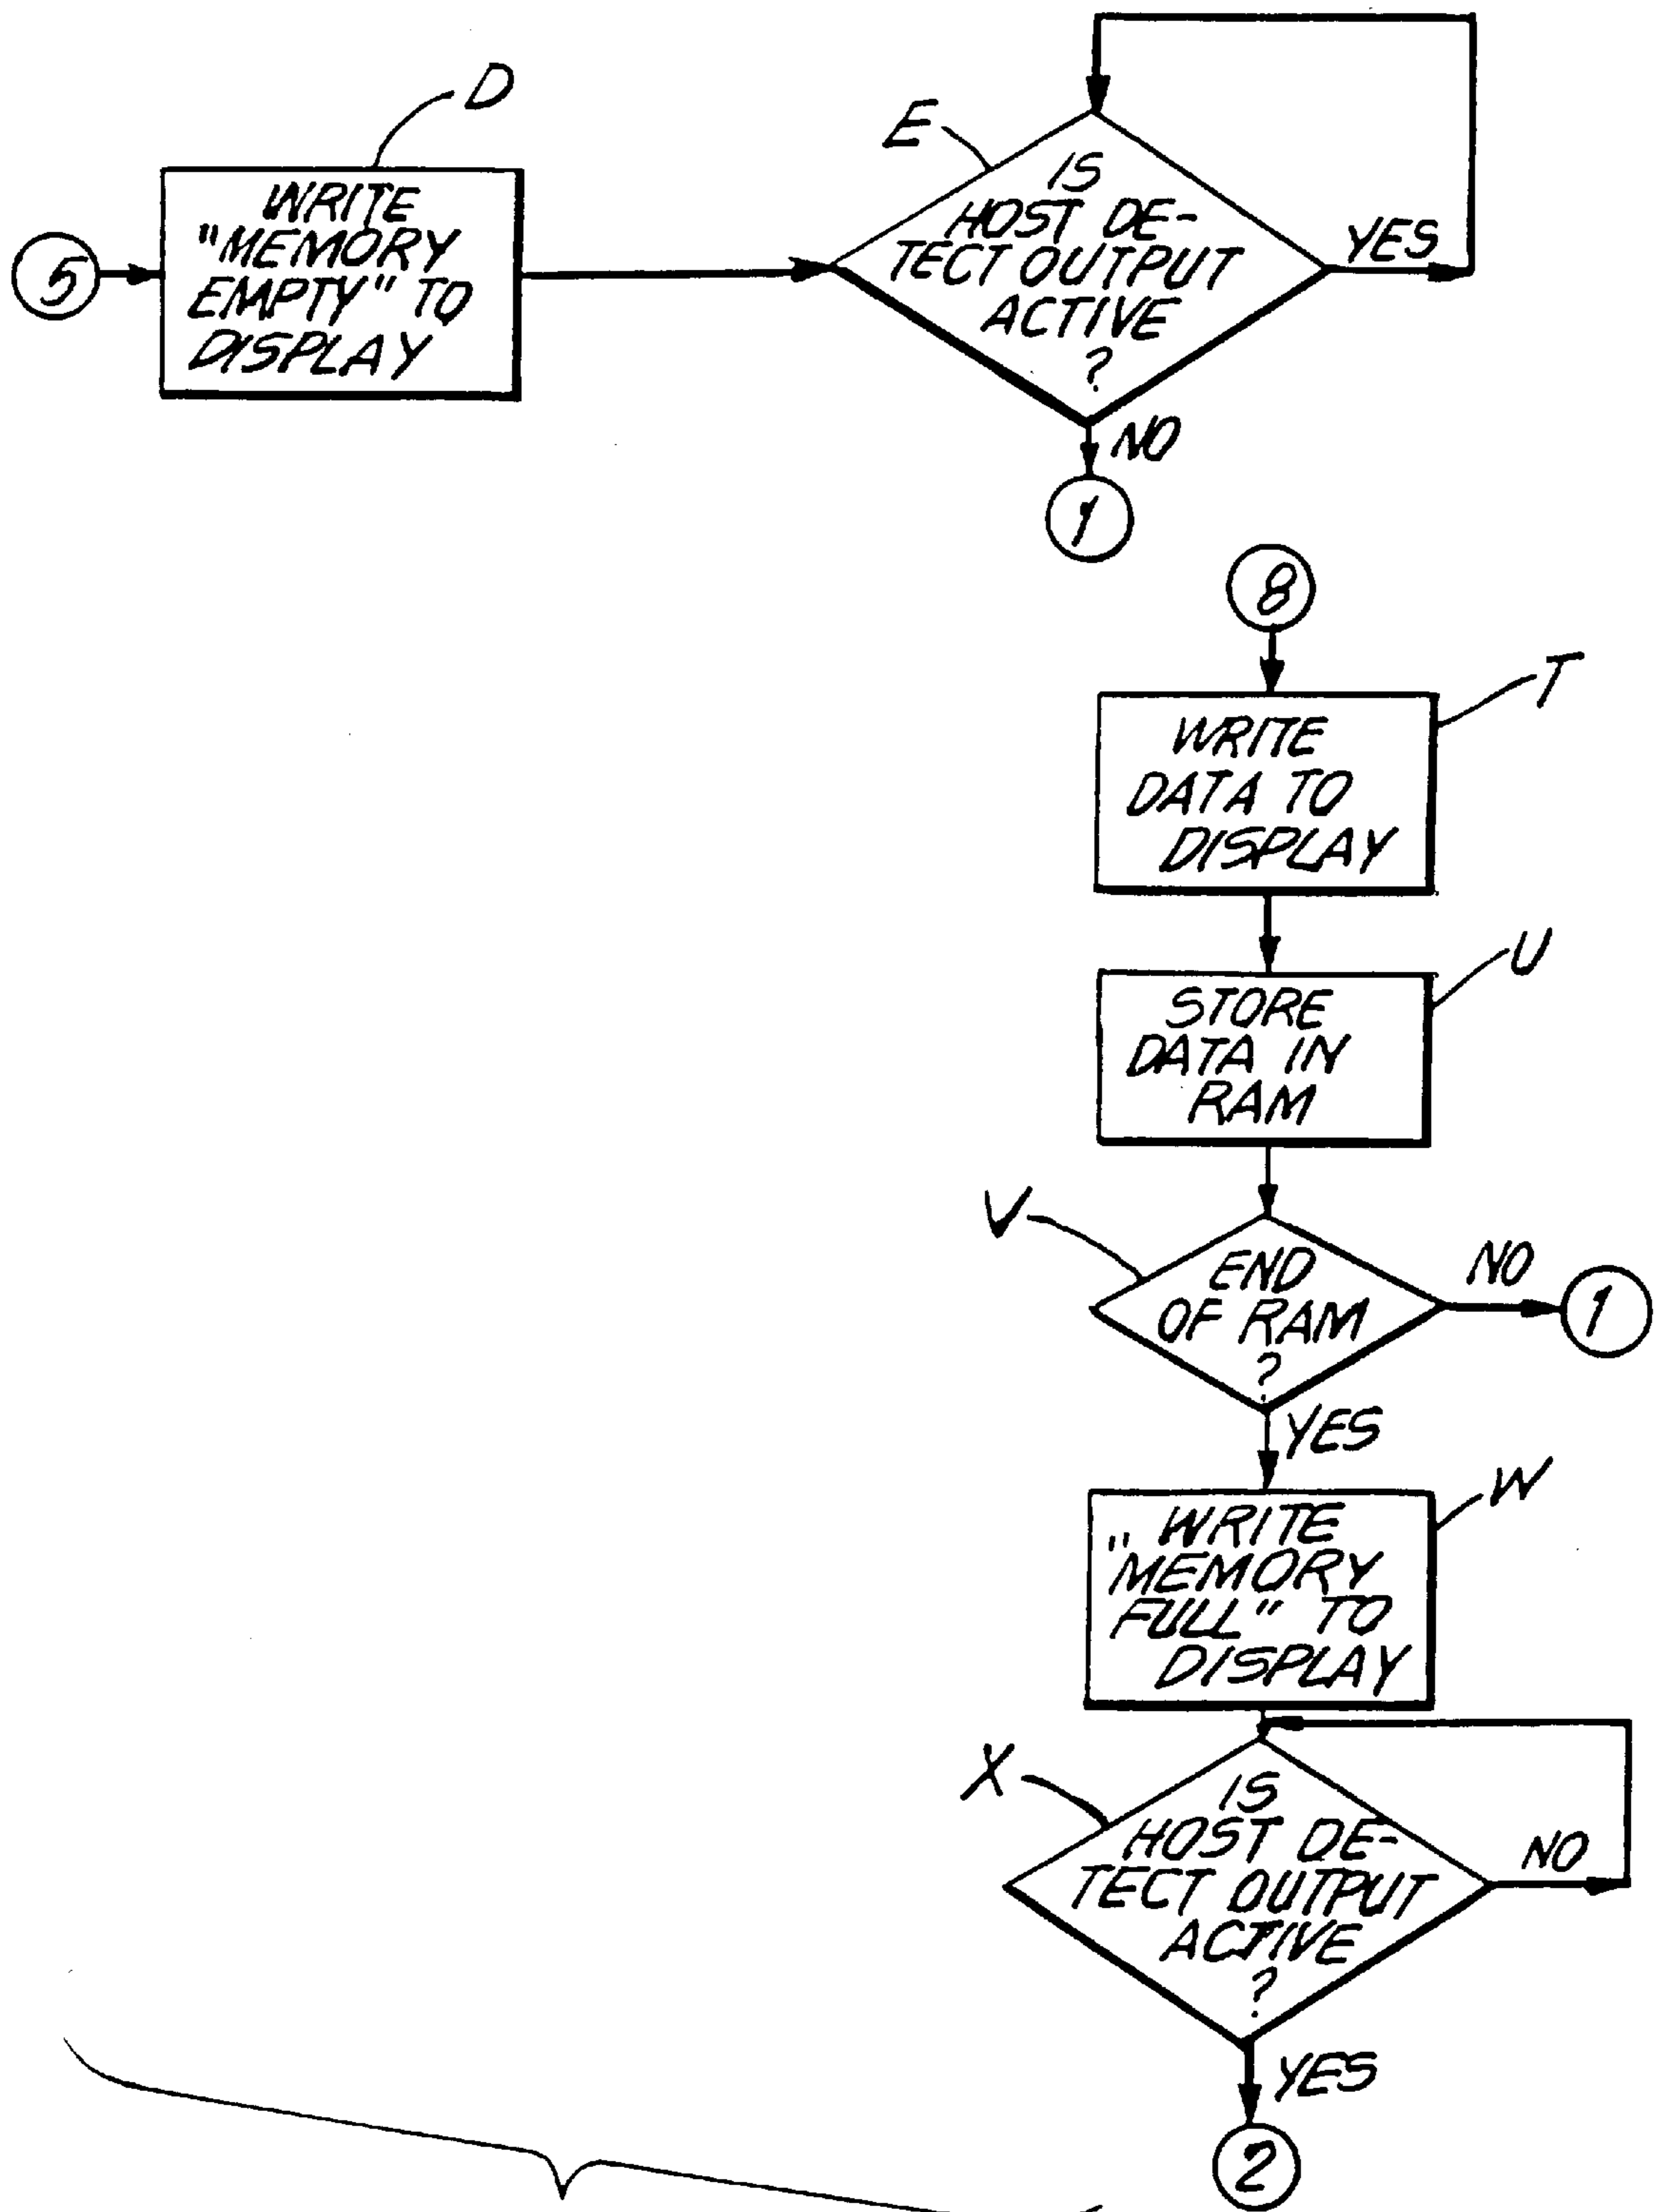 D
5
WRITE
"MEMORY
EMPTY" TO
DISPLAY
E
IS
HOST DE-
TECT OUTPUT
ACTIVE
?
YES
NO
1
8
T
WRITE
DATA TO
DISPLAY
U
STORE
DATA IN
RAM
V
END
OF RAM
?
NO
1
YES
W
WRITE
"MEMORY
FULL" TO
DISPLAY
X
IS
HOST DE-
TECT OUTPUT
ACTIVE
?
NO
YES
2